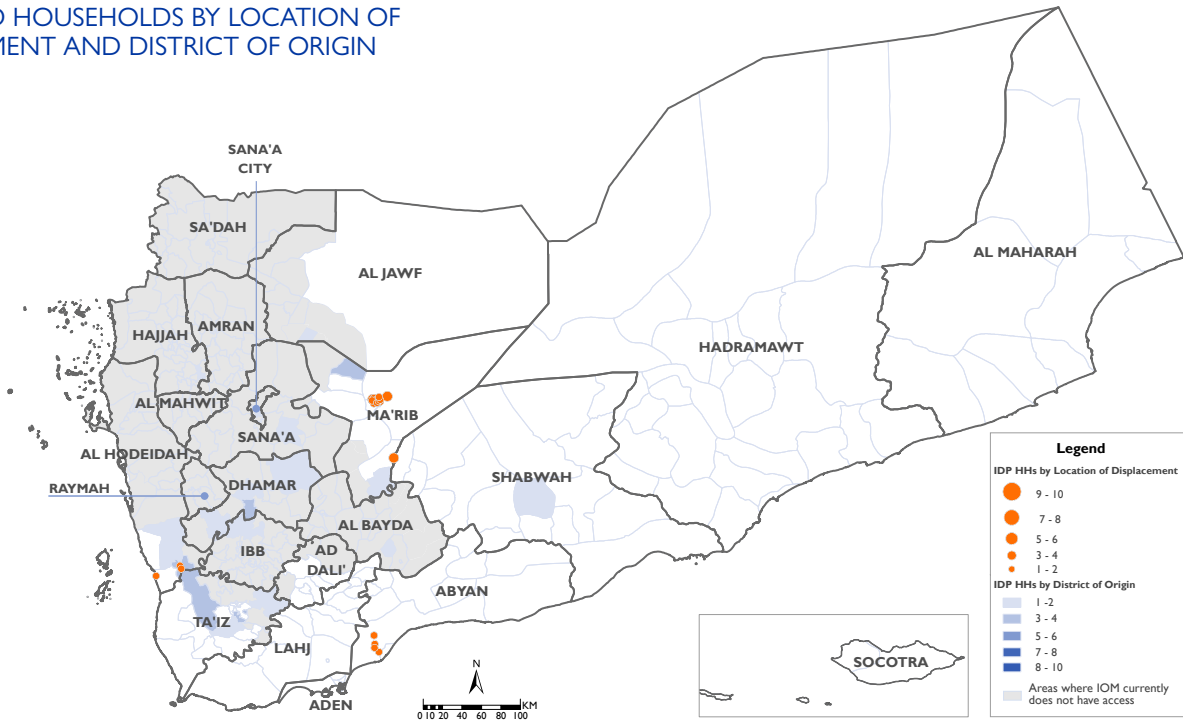 D HOUSEHOLDS BY LOCATION OF
MENT AND DISTRICT OF ORIGIN
SANA'A
CITY
SA'DAH
AL JAWF
AL MAHARAH
HAJJAH
AMRAN
HADRAMAWT
AL MAHWIT
MA'RIB
SANA'A
AL HODEIDAH
SHABWAH
RAYMAH
DHAMAR
AL BAYDA
IBB
AD
DALI'
ABYAN
TA'IZ
LAHJ
SOCOTRA
ADEN
N
KM
0 10 20 40 60 80 100
Legend
IDP HHs by Location of Displacement
9 - 10
7 - 8
5 - 6
3 - 4
1 - 2
IDP HHs by District of Origin
1 -2
3 - 4
5 - 6
7 - 8
8 - 10
Areas where IOM currently
does not have access